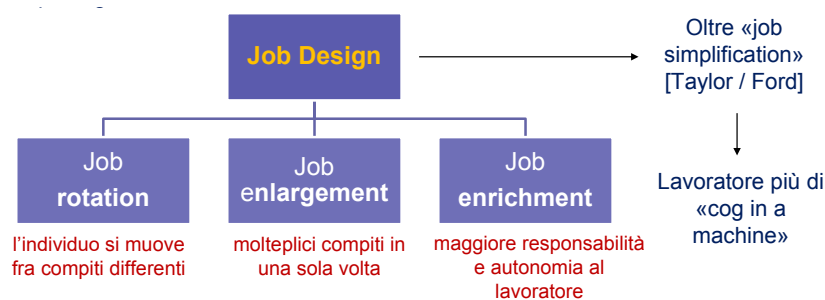 Job Design
Oltre «job
simplification»
[Taylor / Ford]
Job
rotation
Job
enlargement
Job
enrichment
Lavoratore più di
«cog in a
machine»
l'individuo si muove
fra compiti differenti
molteplici compiti in
una sola volta
maggiore responsabilità
e autonomia al
lavoratore